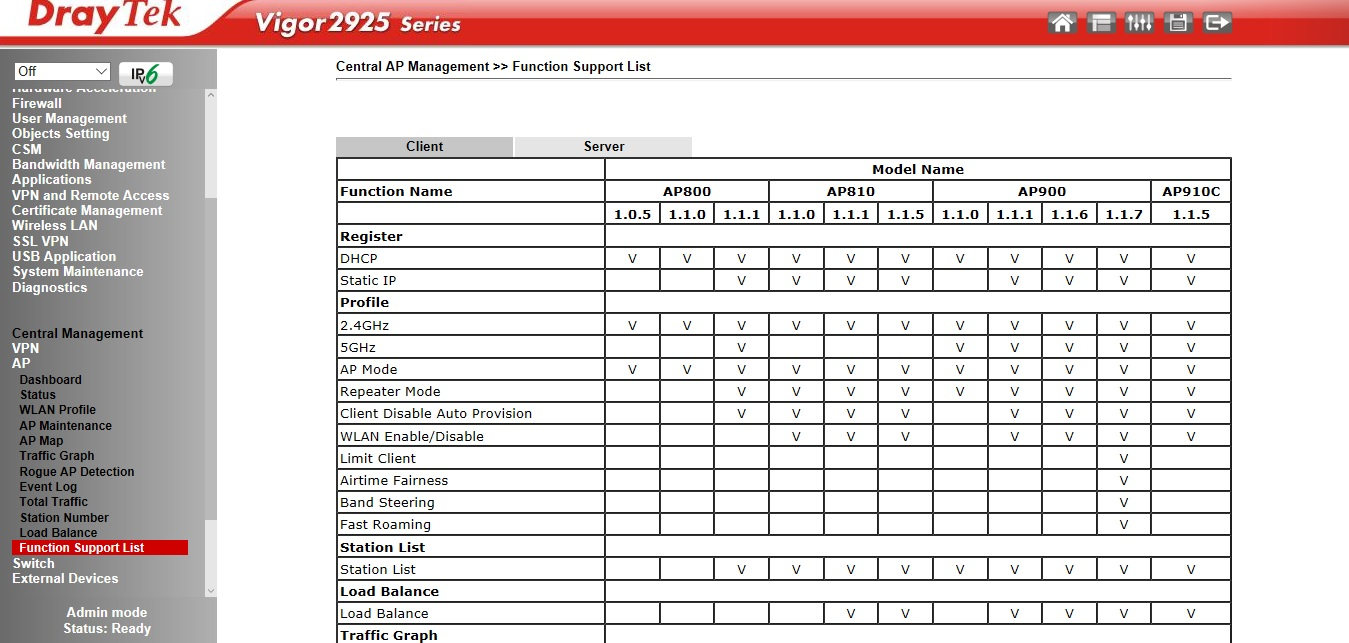 DrayTek
Vigor2925 Series
Off
IPv6
Hardware Acceleration
Firewall
User Management
Objects Setting
CSM
Bandwidth Management
Applications
VPN and Remote Access
Certificate Management
Wireless LAN
SSL VPN
USB Application
System Maintenance
Diagnostics
Central Management
VPN
AP
Dashboard
Status
WLAN Profile
AP Maintenance
AP Map
Traffic Graph
Rogue AP Detection
Event Log
Total Traffic
Station Number
Load Balance
Function Support List
Switch
External Devices
Admin mode
Status: Ready
Central AP Management >> Function Support List
Client Server
Model Name
Function Name AP800 AP810 AP900 AP910C
1.0.5 1.1.0 1.1.1 1.1.0 1.1.1 1.1.5 1.1.0 1.1.1 1.1.6 1.1.7 1.1.5
Register
DHCP V V V V V V V V V V V
Static IP V V V V V V V V
Profile
2.4GHz V V V V V V V V V V V
5GHz V V V V V V
AP Mode V V V V V V V V V V V
Repeater Mode V V V V V V V V V
Client Disable Auto Provision V V V V V V V V
WLAN Enable/Disable V V V V V V V
Limit Client V
Airtime Fairness V
Band Steering V
Fast Roaming V
Station List
Station List V V V V V V V V V
Load Balance
Load Balance V V V V V V
Traffic Graph